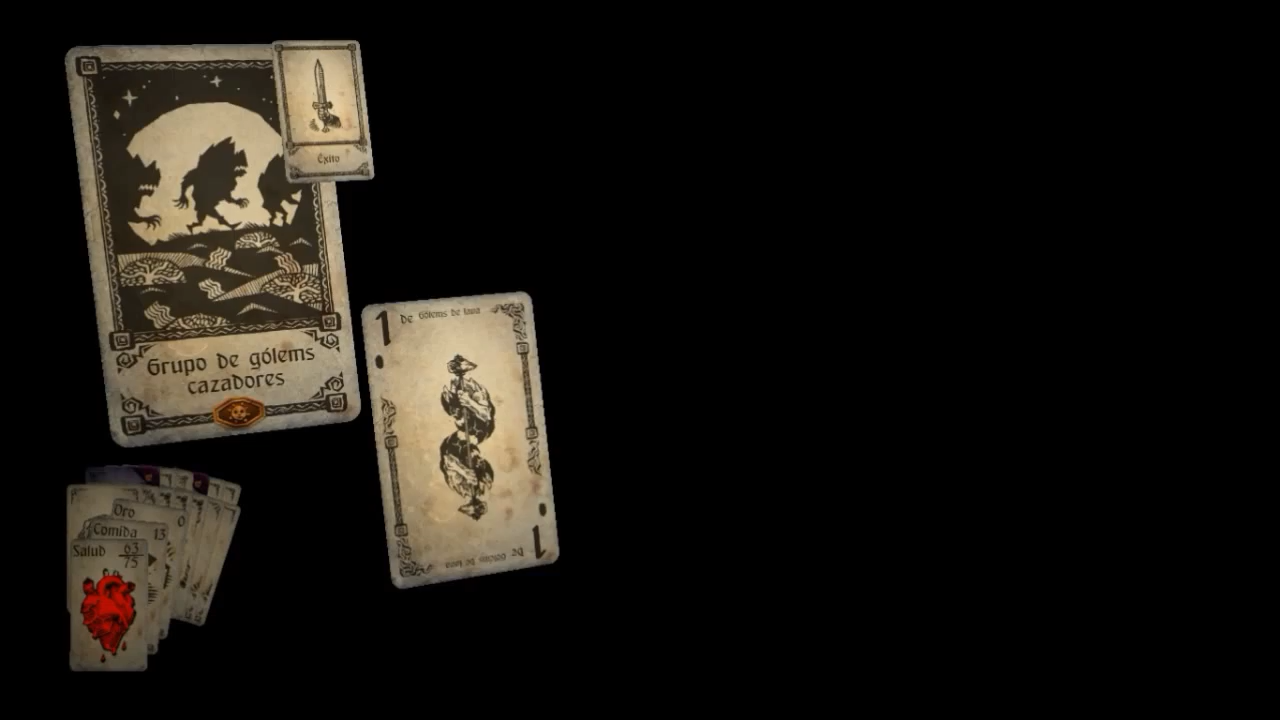 Éxito
Grupo de gólems
cazadores
1 De Gólems de lava
Oro 0
Comida 13
Salud 63
75
1 De Gólems de lava